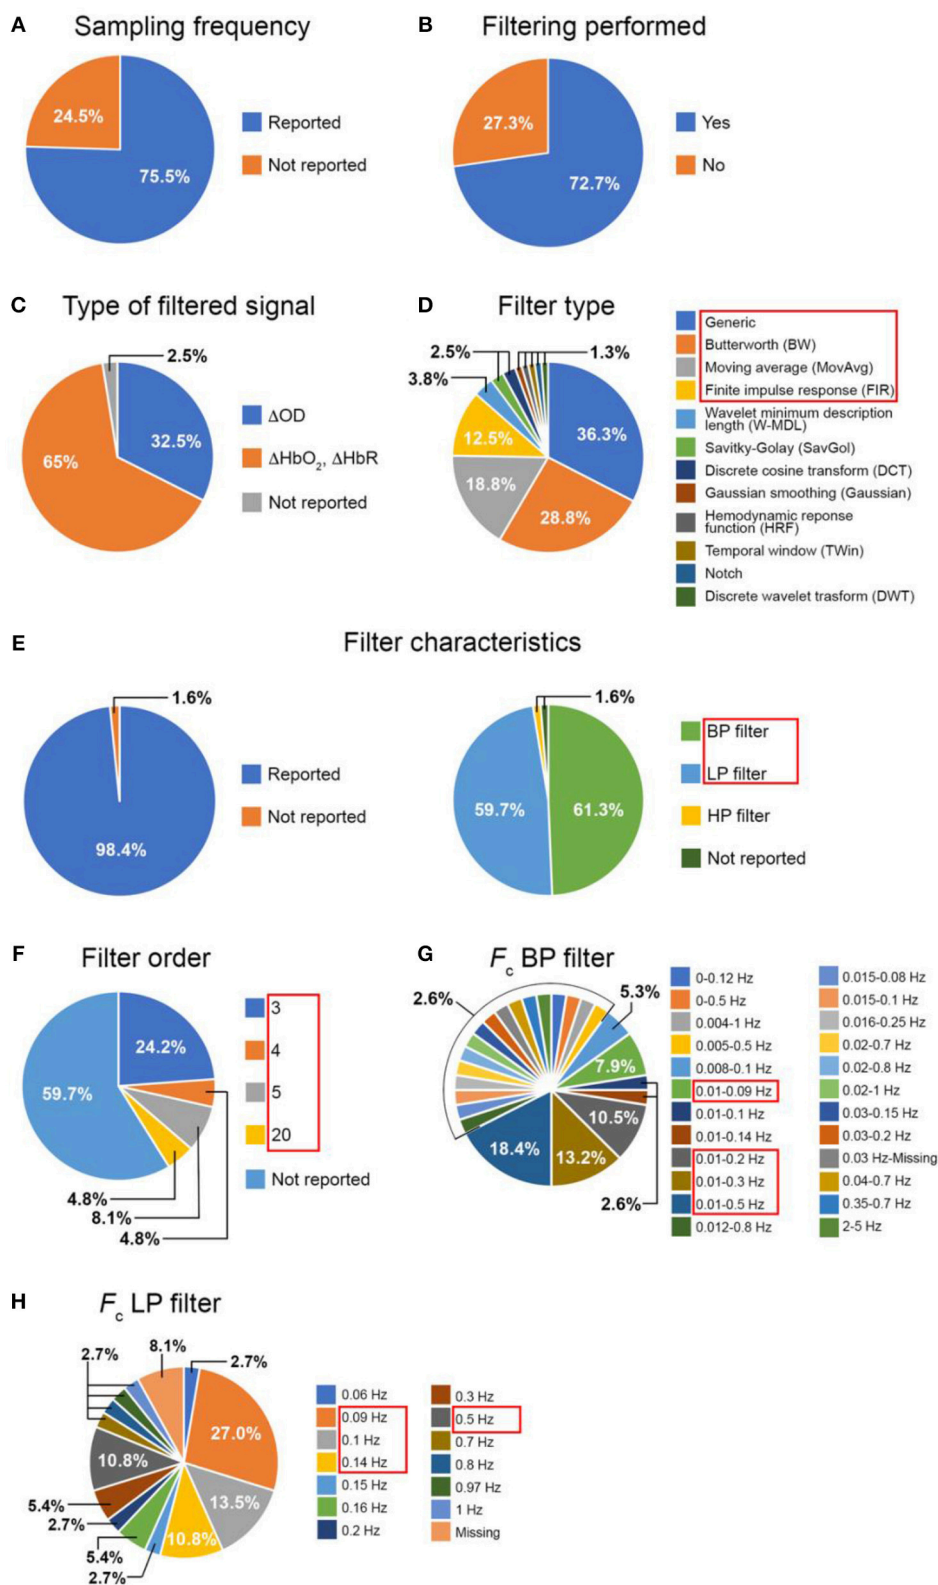 A
Sampling frequency
24.5%
75.5%
Reported
Not reported
B
Filtering performed
27.3%
72.7%
Yes
No
C
Type of filtered signal
2.5%
32.5%
65%
ΔOD
ΔHbO₂, ΔHbR
Not reported
D
Filter type
2.5%
1.3%
3.8%
12.5%
36.3%
18.8%
28.8%
Generic
Butterworth (BW)
Moving average (MovAvg)
Finite impulse response (FIR)
Wavelet minimum description
length (W-MDL)
Savitky-Golay (SavGol)
Discrete cosine transform (DCT)
Gaussian smoothing (Gaussian)
Hemodynamic reponse
function (HRF)
Temporal window (TWin)
Notch
Discrete wavelet trasform (DWT)
E
Filter characteristics
1.6%
98.4%
Reported
Not reported
1.6%
59.7%
61.3%
BP filter
LP filter
HP filter
Not reported
F
Filter order
24.2%
59.7%
4.8%
8.1%
4.8%
3
4
5
20
Not reported
G
Fc BP filter
2.6%
5.3%
7.9%
10.5%
18.4%
13.2%
2.6%
0-0.12 Hz
0-0.5 Hz
0.004-1 Hz
0.005-0.5 Hz
0.008-0.1 Hz
0.01-0.09 Hz
0.01-0.1 Hz
0.01-0.14 Hz
0.01-0.2 Hz
0.01-0.3 Hz
0.01-0.5 Hz
0.012-0.8 Hz
0.015-0.08 Hz
0.015-0.1 Hz
0.016-0.25 Hz
0.02-0.7 Hz
0.02-0.8 Hz
0.02-1 Hz
0.03-0.15 Hz
0.03-0.2 Hz
0.03 Hz-Missing
0.04-0.7 Hz
0.35-0.7 Hz
2-5 Hz
H
Fc LP filter
8.1%
2.7%
2.7%
27.0%
10.8%
13.5%
5.4%
2.7%
10.8%
5.4%
2.7%
0.06 Hz
0.09 Hz
0.1 Hz
0.14 Hz
0.15 Hz
0.16 Hz
0.2 Hz
0.3 Hz
0.5 Hz
0.7 Hz
0.8 Hz
0.97 Hz
1 Hz
Missing